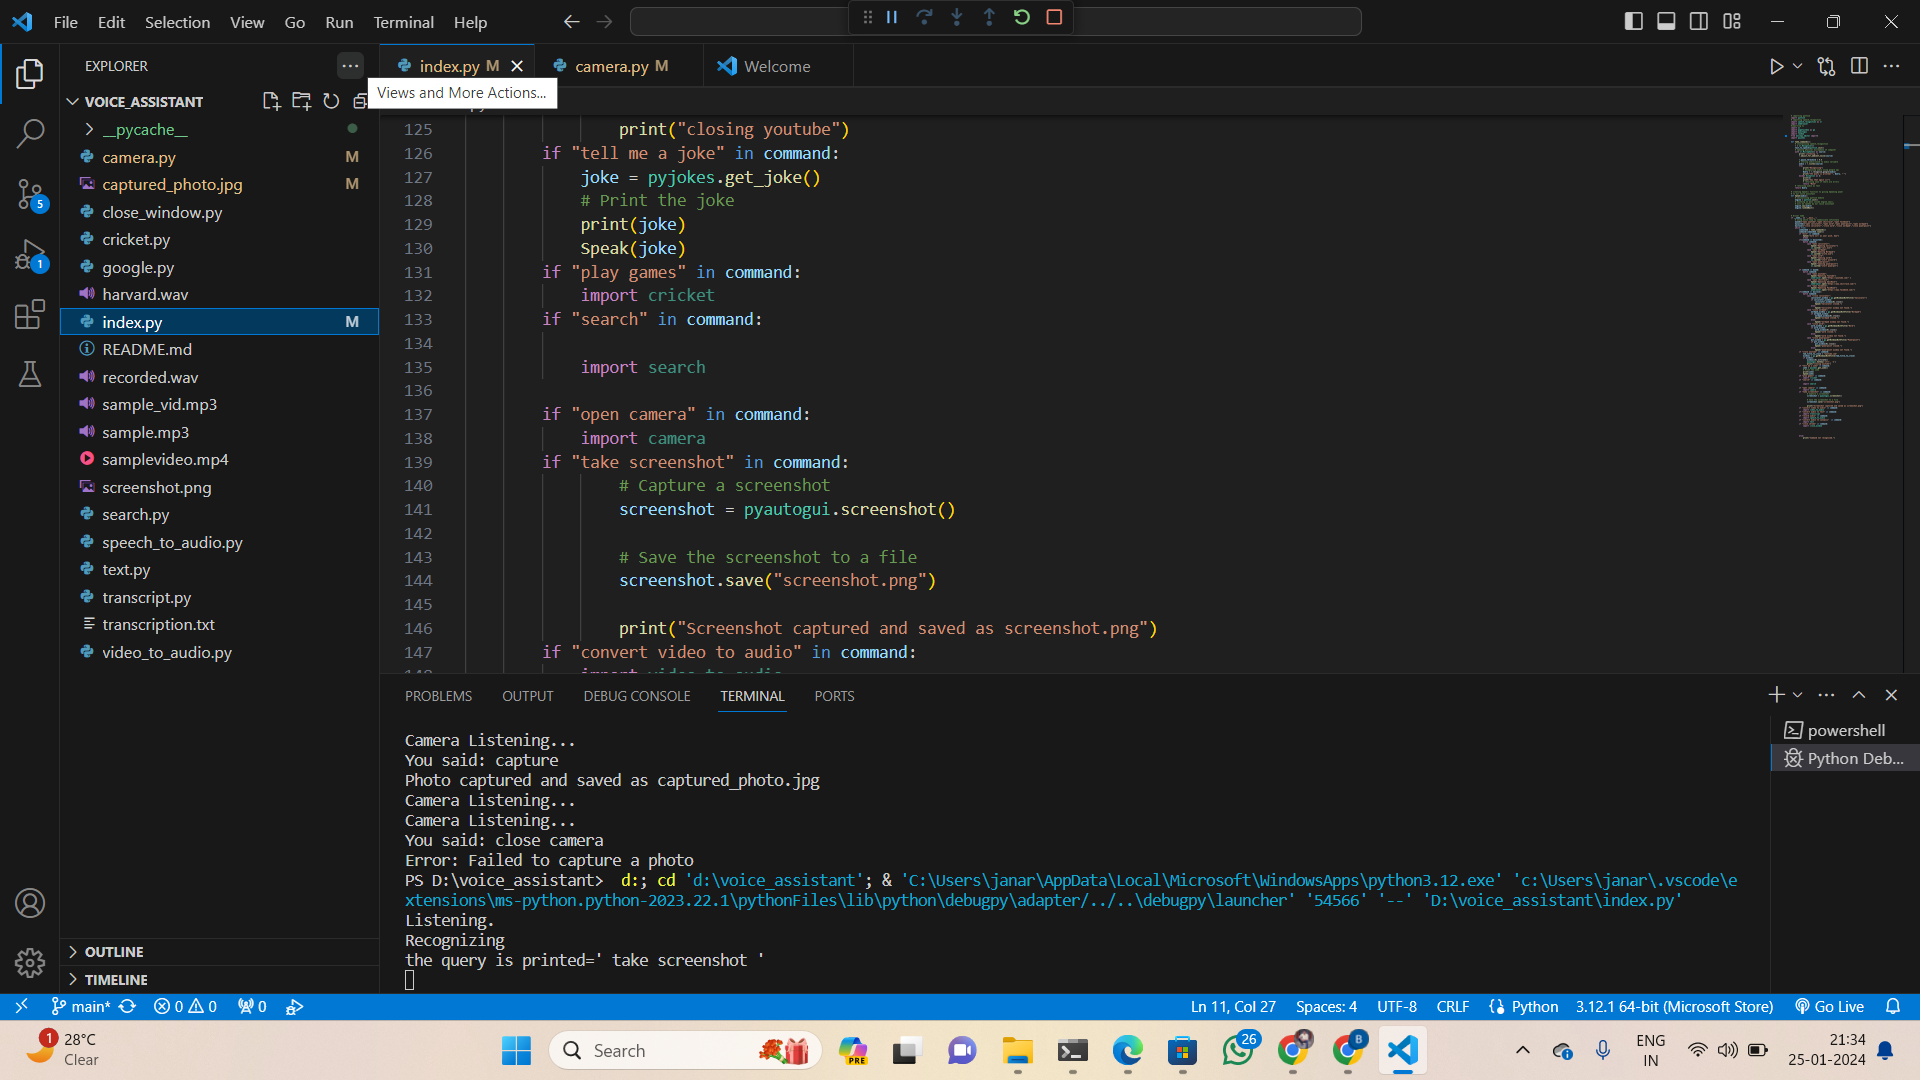 File Edit Selection View Go Run Terminal Help
EXPLORER
index.py M
camera.py M
Welcome
Views and More Actions...
VOICE_ASSISTANT
__pycache__
camera.py M
captured_photo.jpg M
close_window.py
cricket.py
google.py
harvard.wav
index.py M
README.md
recorded.wav
sample_vid.mp3
sample.mp3
samplevideo.mp4
screenshot.png
search.py
speech_to_audio.py
text.py
transcript.py
transcription.txt
video_to_audio.py
OUTLINE
TIMELINE
5
1
125 print("closing youtube")
126 if "tell me a joke" in command:
127 joke = pyjokes.get_joke()
128 # Print the joke
129 print(joke)
130 Speak(joke)
131 if "play games" in command:
132 import cricket
133 if "search" in command:
134
135 import search
136
137 if "open camera" in command:
138 import camera
139 if "take screenshot" in command:
140 # Capture a screenshot
141 screenshot = pyautogui.screenshot()
142
143 # Save the screenshot to a file
144 screenshot.save("screenshot.png")
145
146 print("Screenshot captured and saved as screenshot.png")
147 if "convert video to audio" in command:
PROBLEMS OUTPUT DEBUG CONSOLE TERMINAL PORTS
powershell
Python Deb...
Camera Listening...
You said: capture
Photo captured and saved as captured_photo.jpg
Camera Listening...
Camera Listening...
You said: close camera
Error: Failed to capture a photo
PS D:\voice_assistant>  d:; cd 'd:\voice_assistant'; & 'C:\Users\janar\AppData\Local\Microsoft\WindowsApps\python3.12.exe' 'c:\Users\janar\.vscode\e
xtensions\ms-python.python-2023.22.1\pythonFiles\lib\python\debugpy\adapter/../..\debugpy\launcher' '54566' '--' 'D:\voice_assistant\index.py'
Listening.
Recognizing
the query is printed=' take screenshot '
main* 0 0 0 Ln 11, Col 27 Spaces: 4 UTF-8 CRLF Python 3.12.1 64-bit (Microsoft Store) Go Live
1 28°C
Clear
Search
PRE
26
B
ENG
IN
21:34
25-01-2024